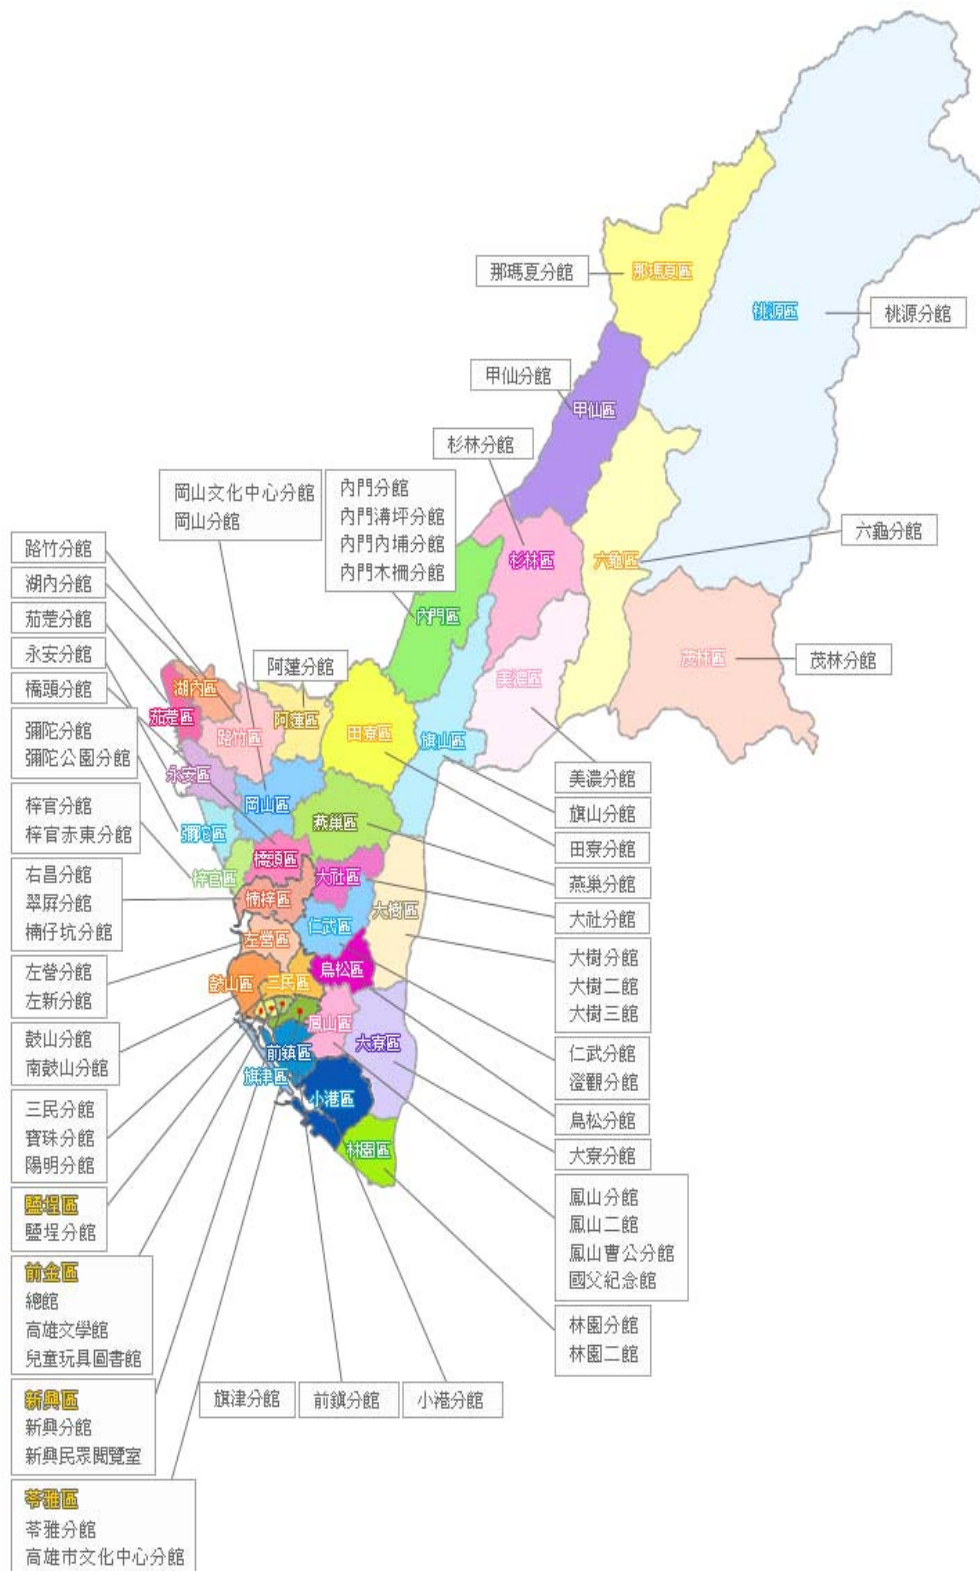 那瑪夏分館
那瑪夏區
桃源區
桃源分館
甲仙分館
甲仙區
杉林分館
杉林區
岡山文化中心分館
岡山分館
內門分館
內門溝坪分館
內門內埔分館
內門木柵分館
內門區
六龜區
六龜分館
路竹分館
湖內分館
茄萣分館
永安分館
橋頭分館
彌陀分館
彌陀公園分館
梓官分館
梓官赤東分館
右昌分館
翠屏分館
楠仔坑分館
左營分館
左新分館
鼓山分館
南鼓山分館
三民分館
寶珠分館
陽明分館
鹽埕區
鹽埕分館
前金區
總館
高雄文學館
兒童玩具圖書館
新興區
新興分館
新興民眾閱覽室
苓雅區
苓雅分館
高雄市文化中心分館
阿蓮分館
湖內區
茄萣區
路竹區
阿蓮區
田寮區
旗山區
美濃區
茂林區
茂林分館
永安區
岡山區
燕巢區
彌陀區
梓官區
橋頭區
大社區
楠梓區
仁武區
大樹區
左營區
鼓山區
三民區
鳥松區
鳳山區
大寮區
前鎮區
旗津區
小港區
林園區
美濃分館
旗山分館
田寮分館
燕巢分館
大社分館
大樹分館
大樹二館
大樹三館
仁武分館
澄觀分館
鳥松分館
大寮分館
鳳山分館
鳳山二館
鳳山曹公分館
國父紀念館
林園分館
林園二館
旗津分館
前鎮分館
小港分館